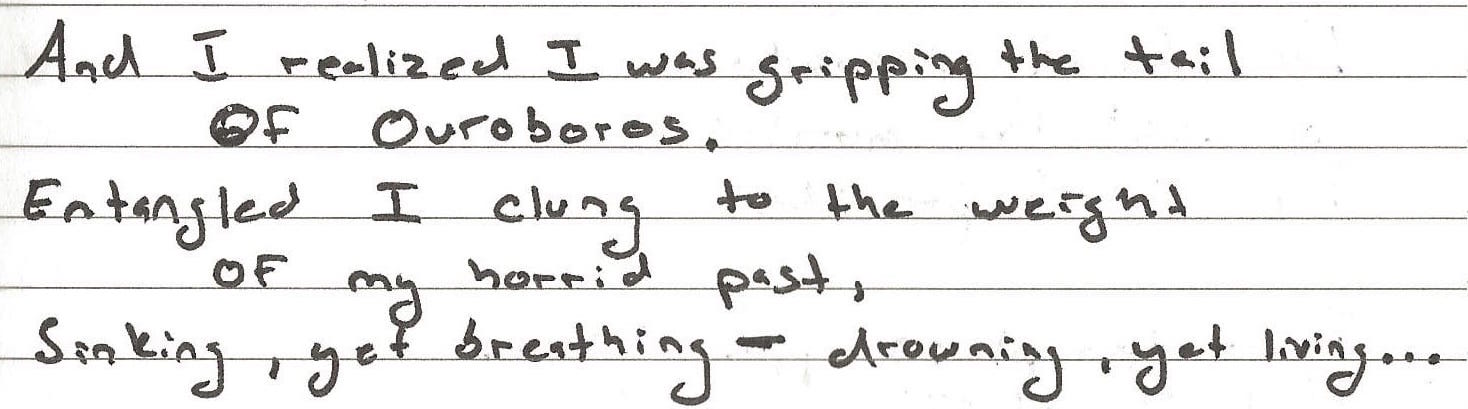 And I realized I was gripping the tail
Of Ouroboros.
Entangled I clung to the weight
Of my horrid past,
Sinking, yet breathing - drowning, yet living...